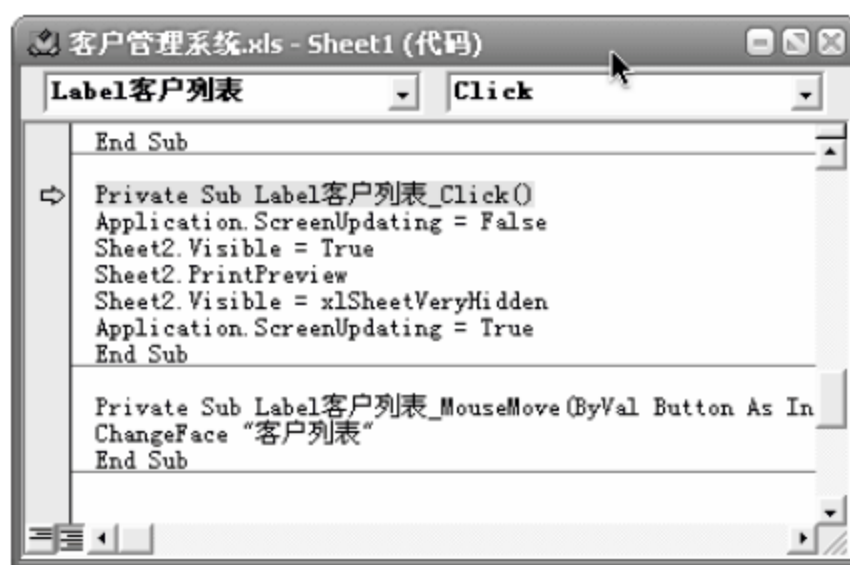 客户管理系统.xls - Sheet1 (代码)
Label客户列表 Click
End Sub
Private Sub Label客户列表_Click()
Application.ScreenUpdating = False
Sheet2.Visible = True
Sheet2.PrintPreview
Sheet2.Visible = xlSheetVeryHidden
Application.ScreenUpdating = True
End Sub
Private Sub Label客户列表_MouseMove(ByVal Button As In
ChangeFace "客户列表"
End Sub